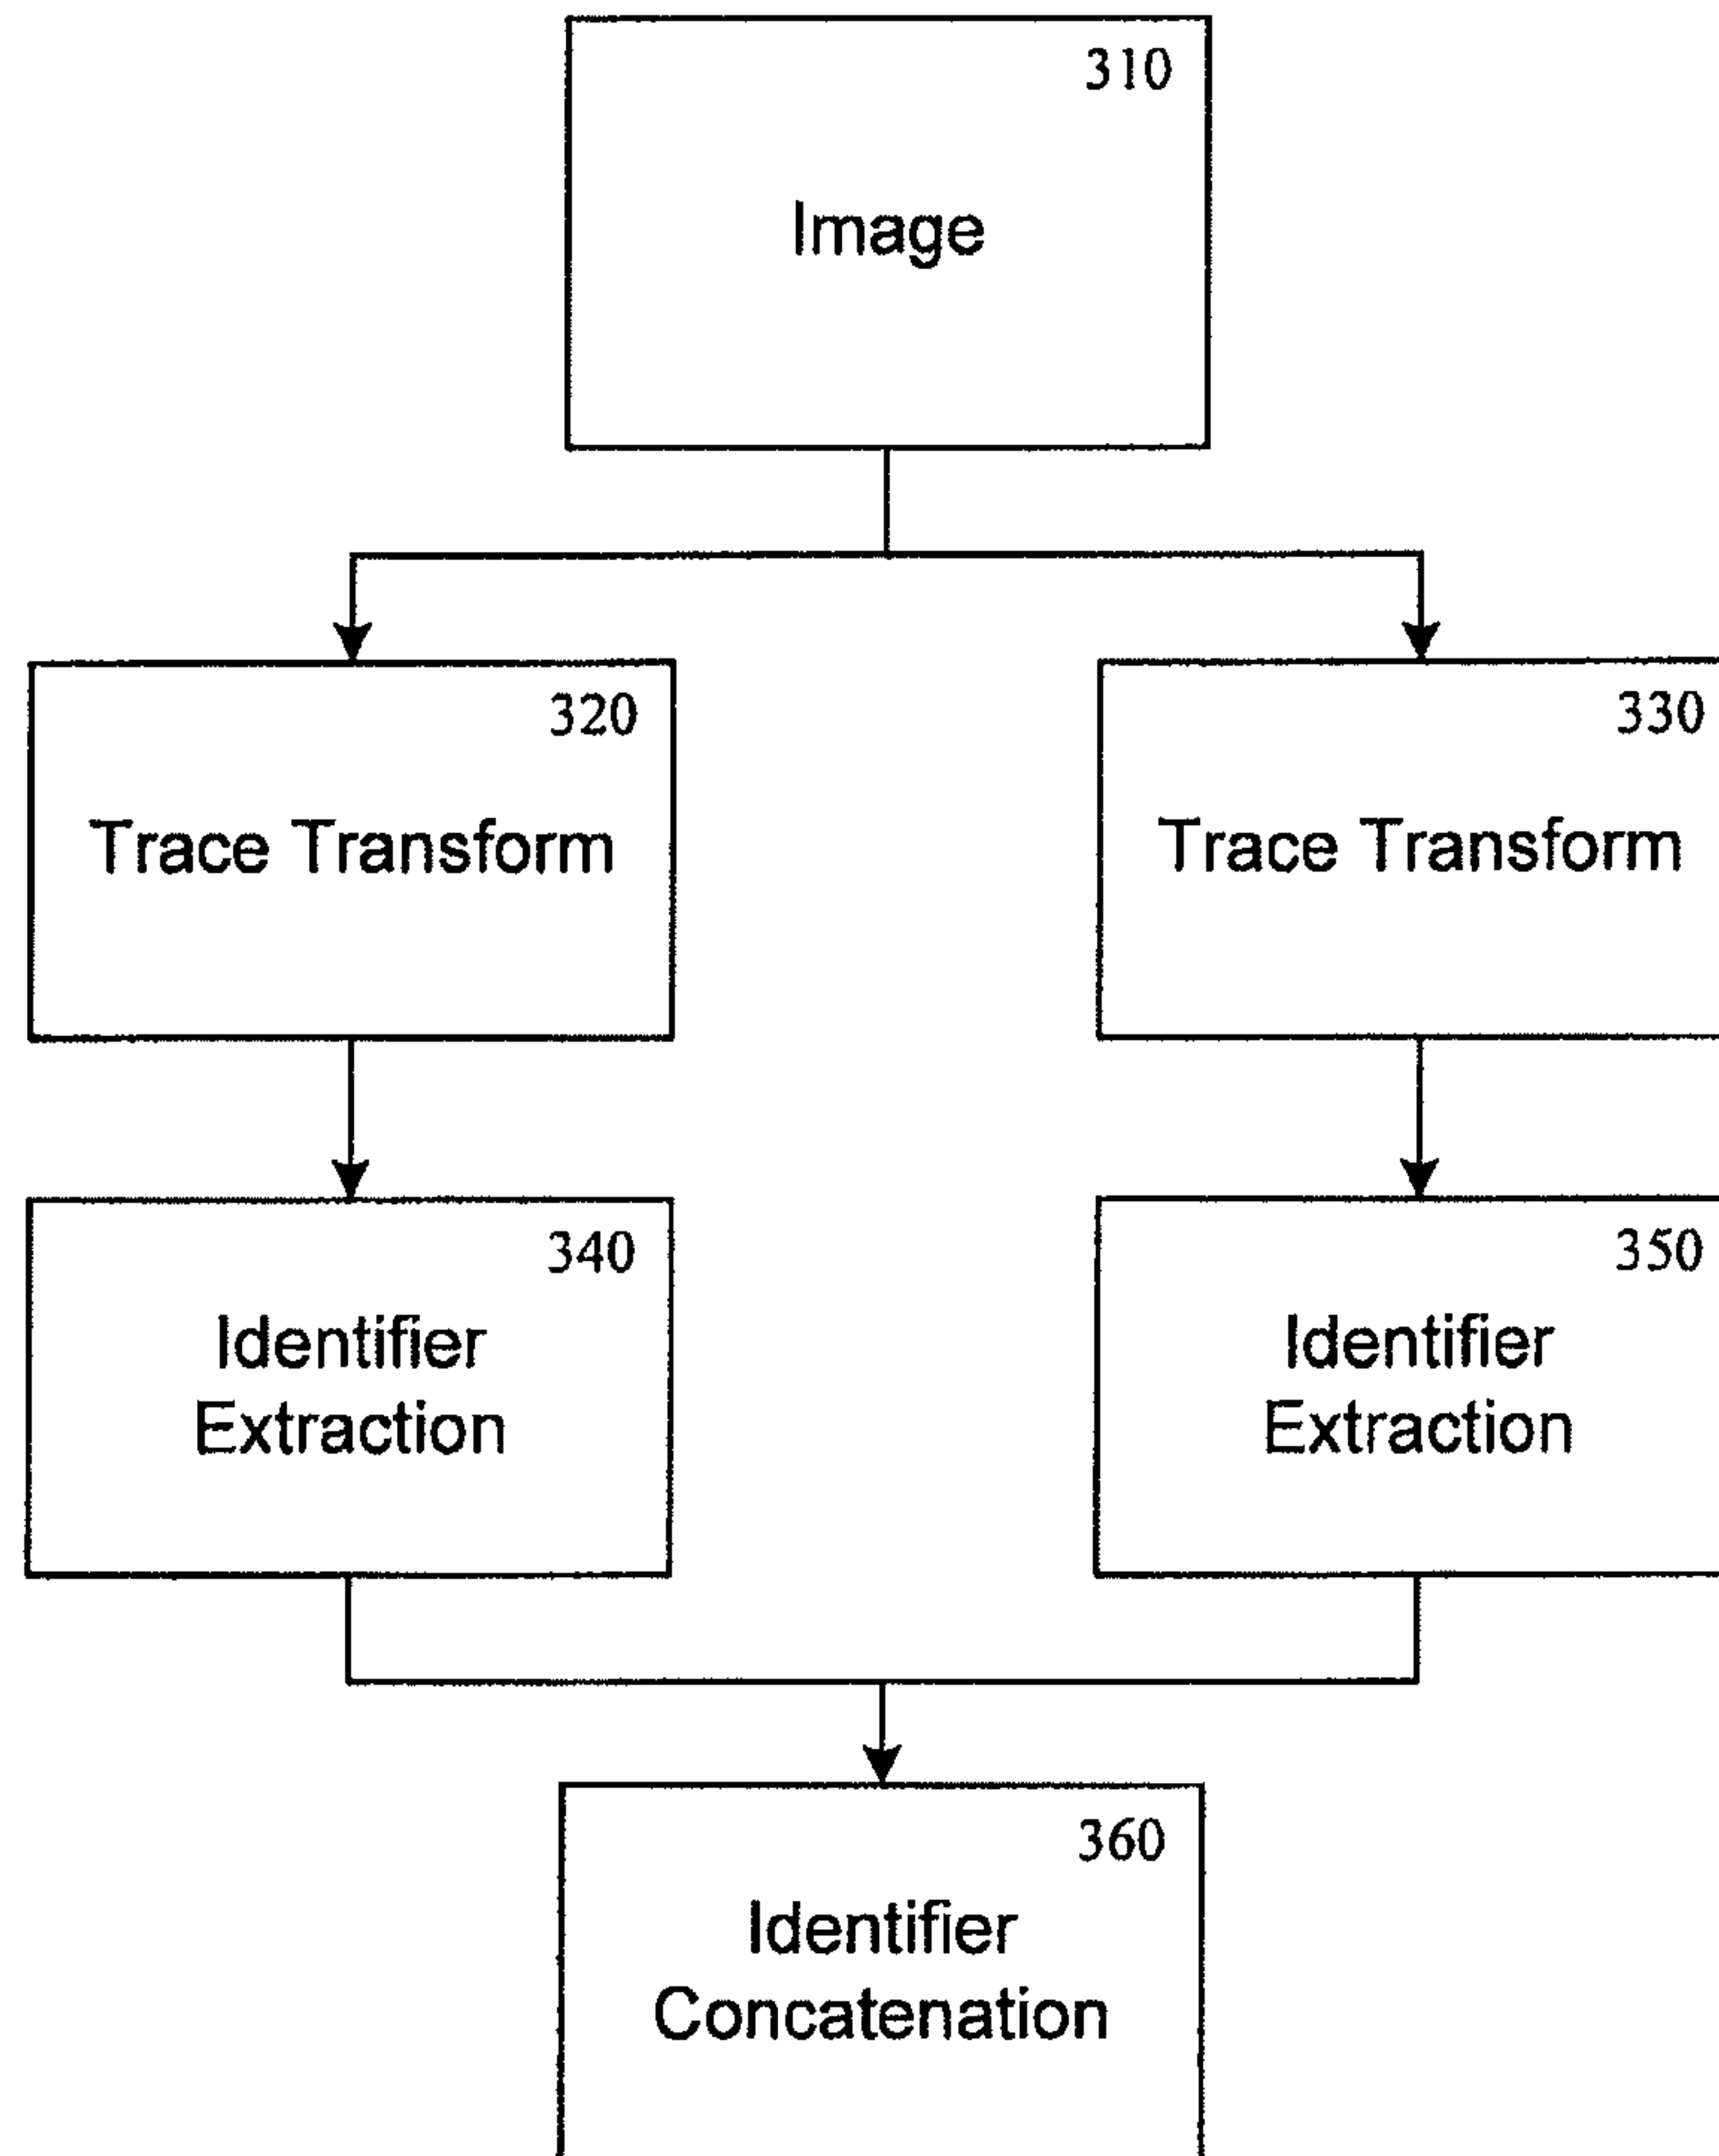 310
Image
320
Trace Transform
330
Trace Transform
340
Identifier
Extraction
350
Identifier
Extraction
360
Identifier
Concatenation